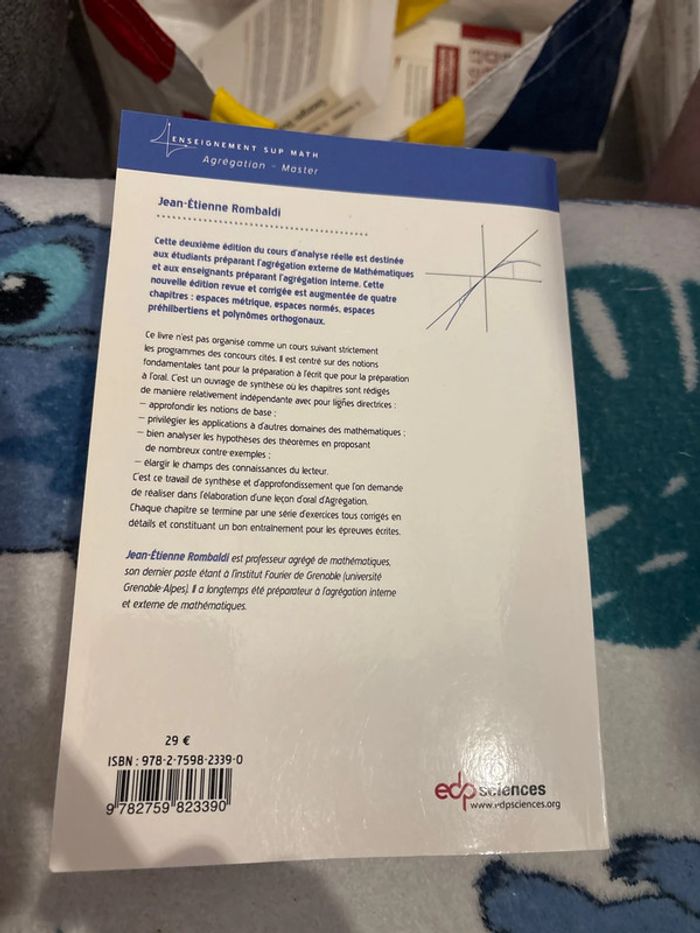 ENSEIGNEMENT SUP MATH
Agrégation - Master
Jean-Étienne Rombaldi
Cette deuxième édition du cours d'analyse réelle est destinée
aux étudiants préparant l'agrégation externe de Mathématiques
et aux enseignants préparant l'agrégation interne. Cette
nouvelle édition revue et corrigée est augmentée de quatre
chapitres : espaces métrique, espaces normés, espaces
préhilbertiens et polynômes orthogonaux.
Ce livre n'est pas organisé comme un cours suivant strictement
les programmes des concours cités. Il est centré sur des notions
fondamentales tant pour la préparation à l'écrit que pour la préparation
à l'oral. C'est un ouvrage de synthèse où les chapitres sont rédigés
de manière relativement indépendante avec pour lignes directrices :
– approfondir les notions de base ;
– privilégier les applications à d'autres domaines des mathématiques ;
– bien analyser les hypothèses des théorèmes en proposant
de nombreux contre exemples ;
– élargir le champs des connaissances du lecteur.
C'est ce travail de synthèse et d'approfondissement que l'on demande
de réaliser dans l'élaboration d'une leçon d'oral d'Agrégation.
Chaque chapitre se termine par une série d'exercices tous corrigés en
détails et constituant un bon entraînement pour les épreuves écrites.
Jean-Étienne Rombaldi est professeur agrégé de mathématiques,
son dernier poste étant à l'institut Fourier de Grenoble (université
Grenoble-Alpes). Il a longtemps été préparateur à l'agrégation interne
et externe de mathématiques.
29 €
ISBN : 978-2-7598-2339-0
9 782759 823390
edp sciences
www.edpsciences.org